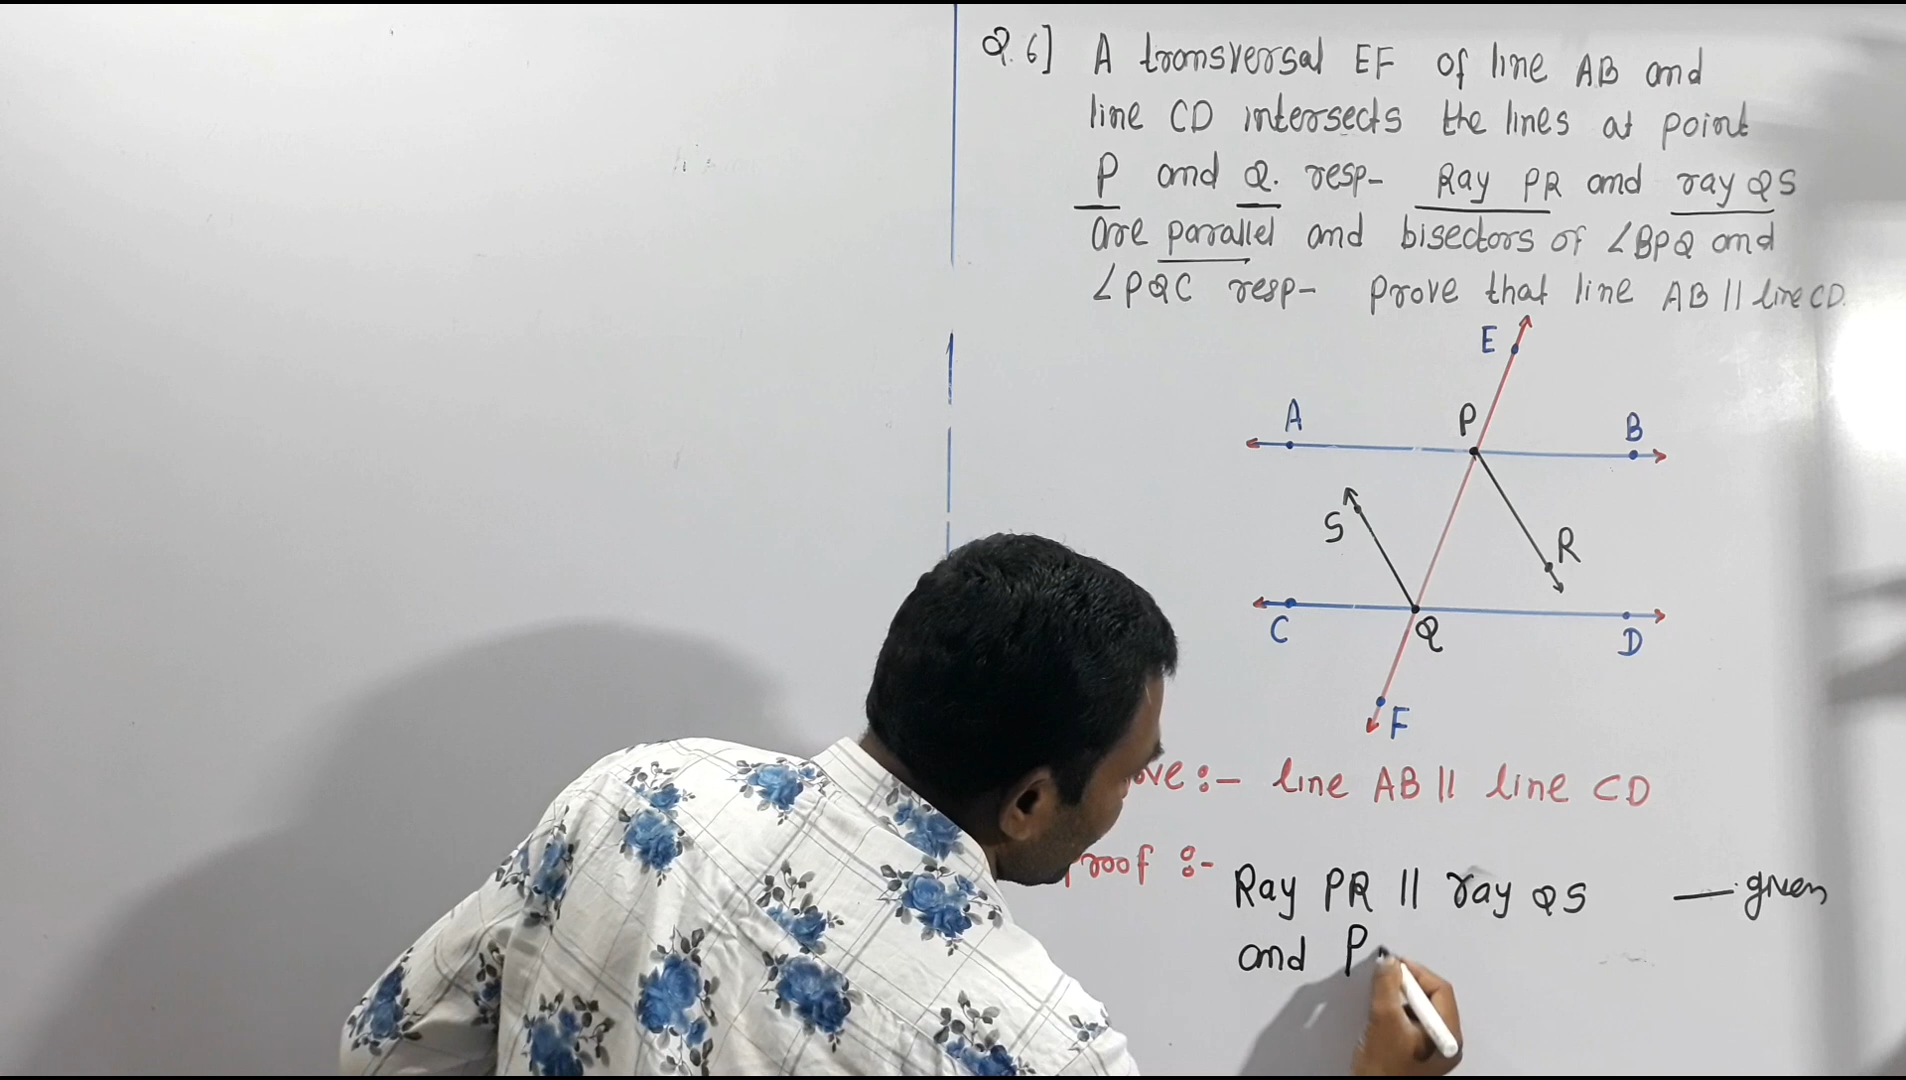 Q.6] A transversal EF of line AB and
line CD intersects the lines at point
P and Q. resp- Ray PR and ray QS
are parallel and bisectors of ∠BPQ and
∠PQC resp- prove that line AB || line CD.
E
A P B
S R
C Q D
F
ove :- line AB || line CD
proof :- Ray PR || ray QS — given
and P